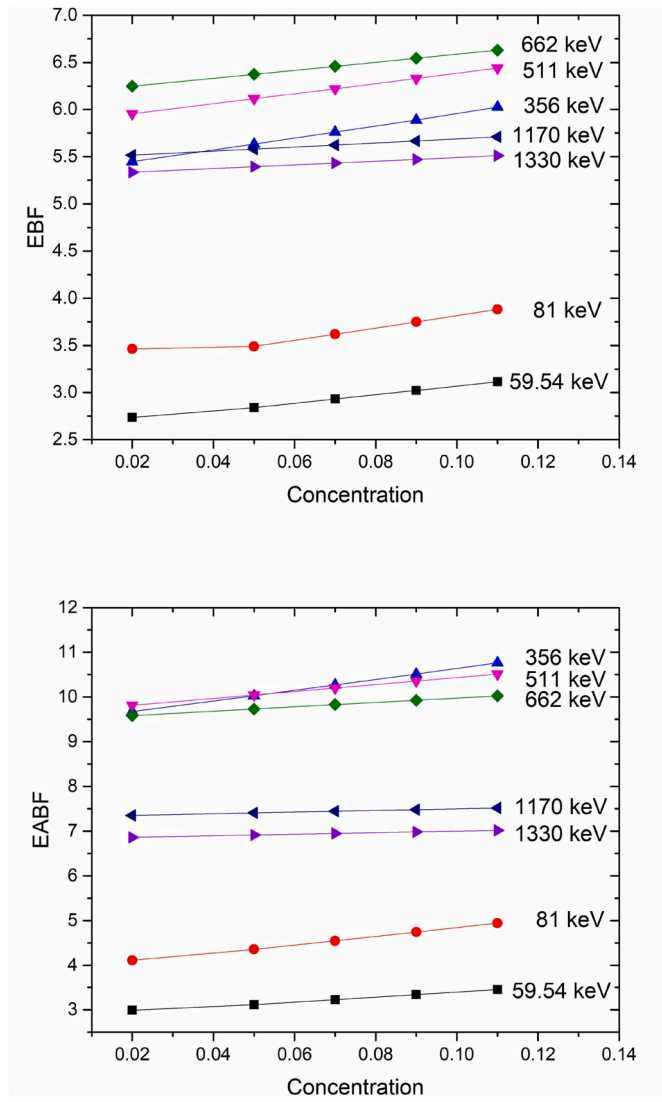 7.0
6.5
6.0
5.5
5.0
4.5
4.0
3.5
3.0
2.5
EBF
662 keV
511 keV
356 keV
1170 keV
1330 keV
81 keV
59.54 keV
0.02 0.04 0.06 0.08 0.10 0.12 0.14
Concentration
12
11
10
9
8
7
6
5
4
3
EABF
356 keV
511 keV
662 keV
1170 keV
1330 keV
81 keV
59.54 keV
0.02 0.04 0.06 0.08 0.10 0.12 0.14
Concentration